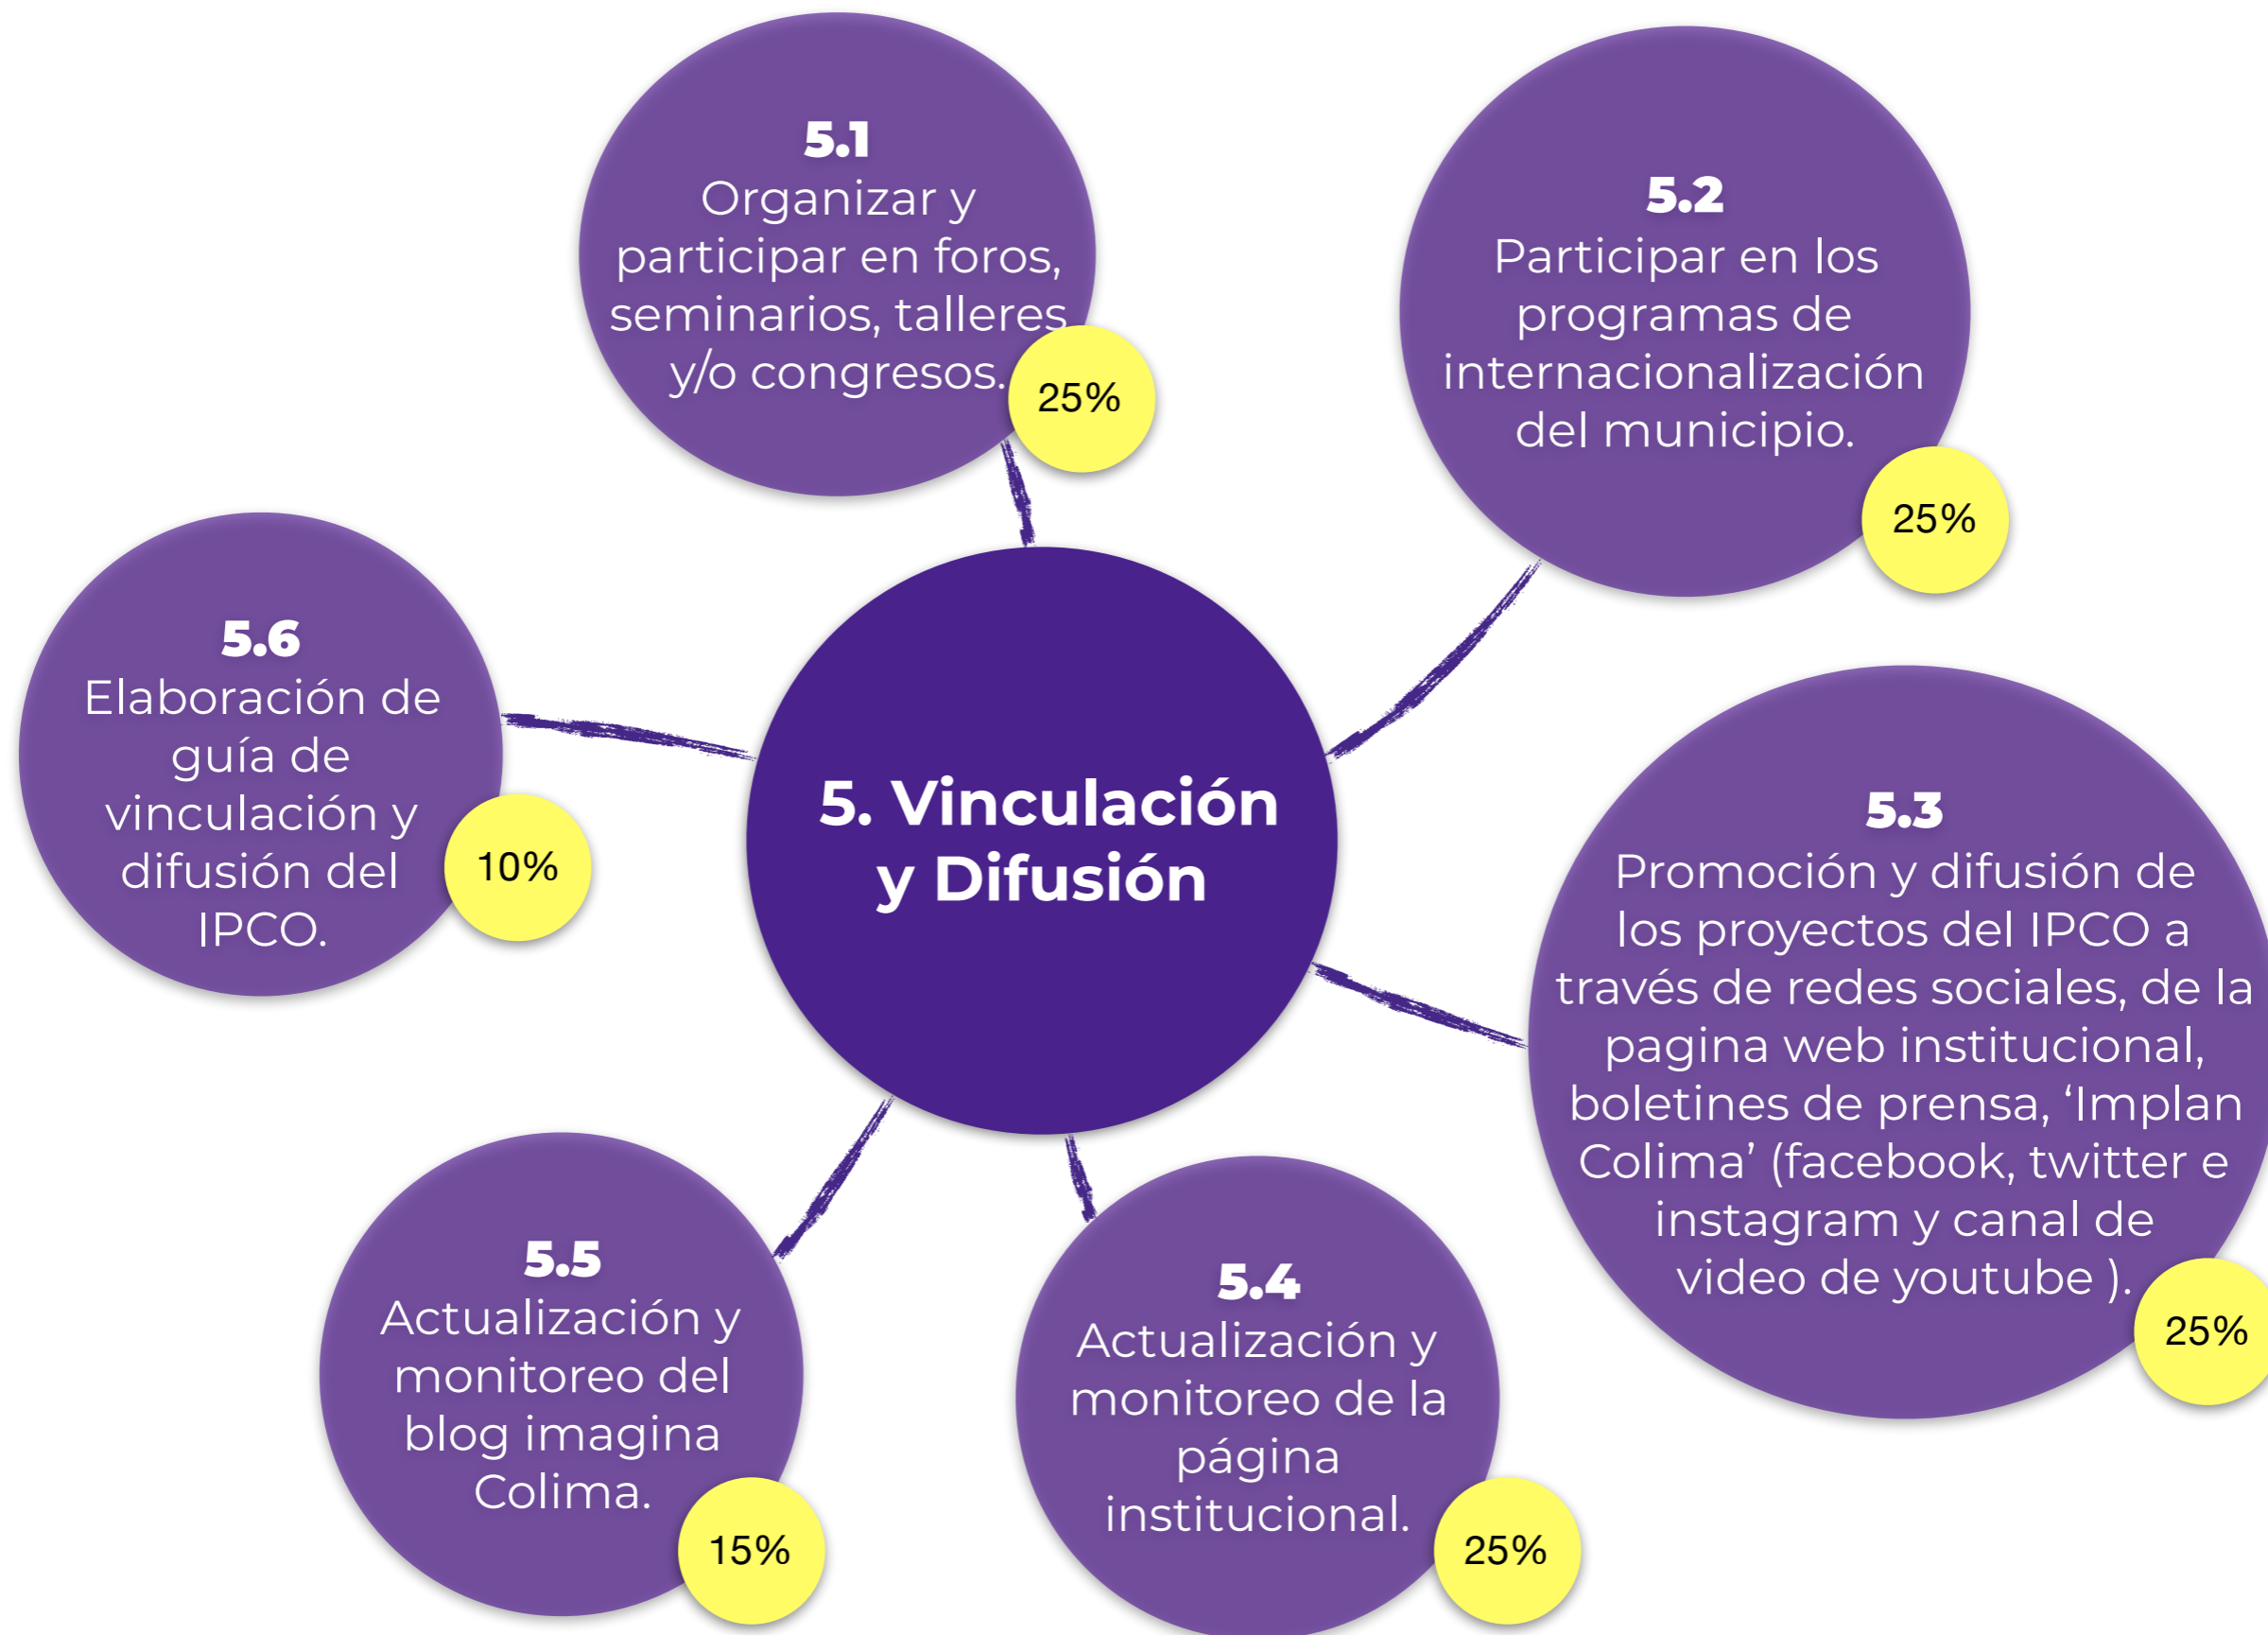 5.1
Organizar y
participar en foros,
seminarios, talleres
y/o congresos.
25%
5.2
Participar en los
programas de
internacionalización
del municipio.
25%
5. Vinculación
y Difusión
5.3
Promoción y difusión de
los proyectos del IPCO a
través de redes sociales, de la
pagina web institucional,
boletines de prensa, ‘Implan
Colima’ (facebook, twitter e
instagram y canal de
video de youtube ).
25%
5.4
Actualización y
monitoreo de la
página
institucional.
25%
5.5
Actualización y
monitoreo del
blog imagina
Colima.
15%
5.6
Elaboración de
guía de
vinculación y
difusión del
IPCO.
10%